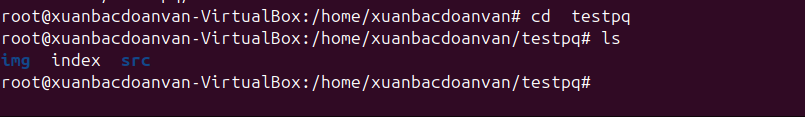 root@xuanbacdoanvan-VirtualBox:/home/xuanbacdoanvan# cd  testpq
root@xuanbacdoanvan-VirtualBox:/home/xuanbacdoanvan/testpq# ls
img  index  src
root@xuanbacdoanvan-VirtualBox:/home/xuanbacdoanvan/testpq#